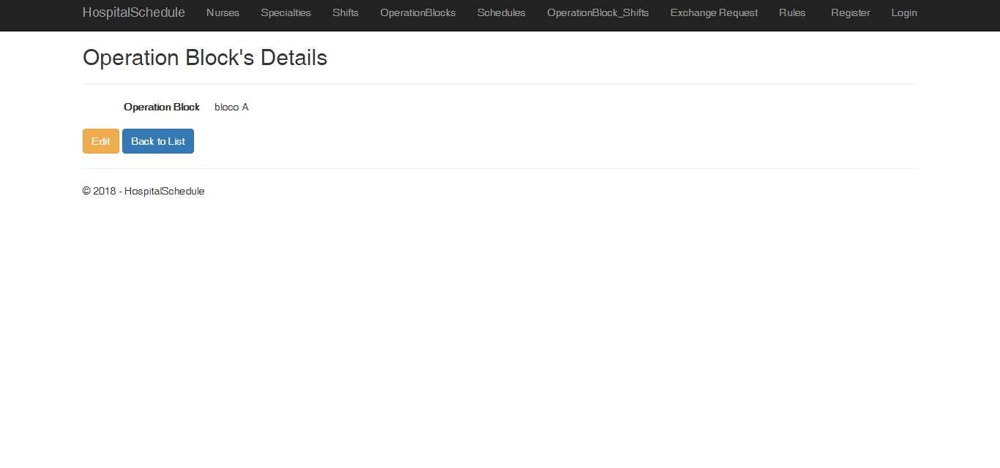 HospitalSchedule Nurses Specialties Shifts OperationBlocks Schedules OperationBlock_Shifts Exchange Request Rules Register Login
Operation Block's Details
Operation Block bloco A
Edit Back to List
© 2018 - HospitalSchedule